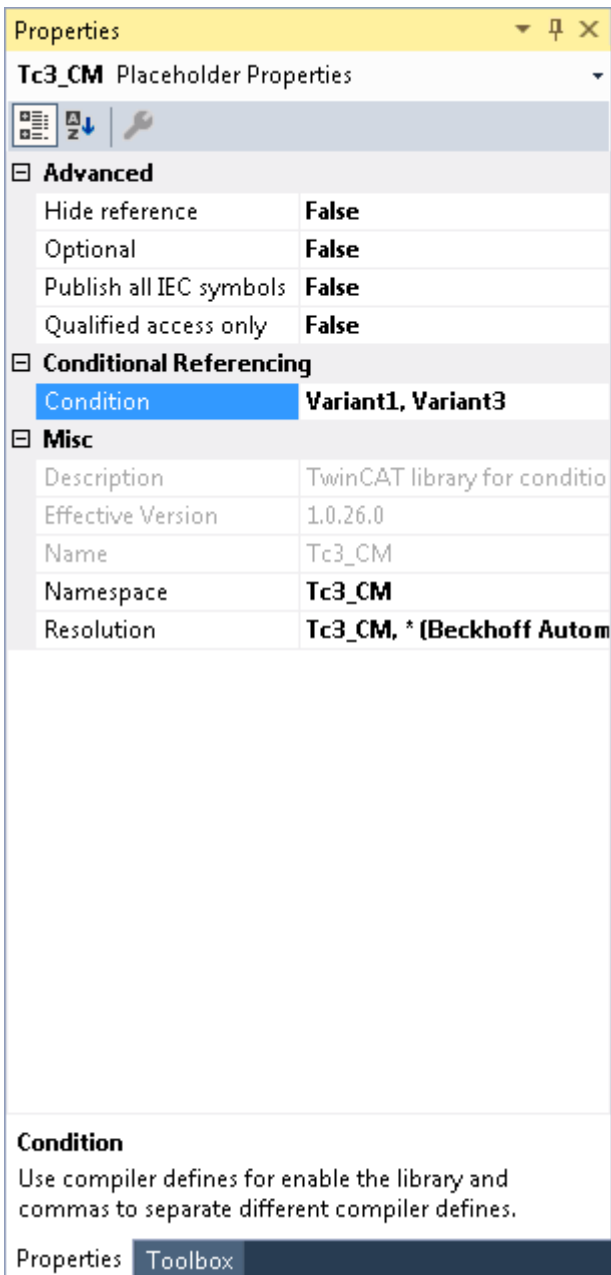 Properties
Tc3_CM Placeholder Properties
Advanced
Hide reference False
Optional False
Publish all IEC symbols False
Qualified access only False
Conditional Referencing
Condition Variant1, Variant3
Misc
Description TwinCAT library for conditio
Effective Version 1.0.26.0
Name Tc3_CM
Namespace Tc3_CM
Resolution Tc3_CM, * (Beckhoff Autom
Condition
Use compiler defines for enable the library and
commas to separate different compiler defines.
Properties Toolbox